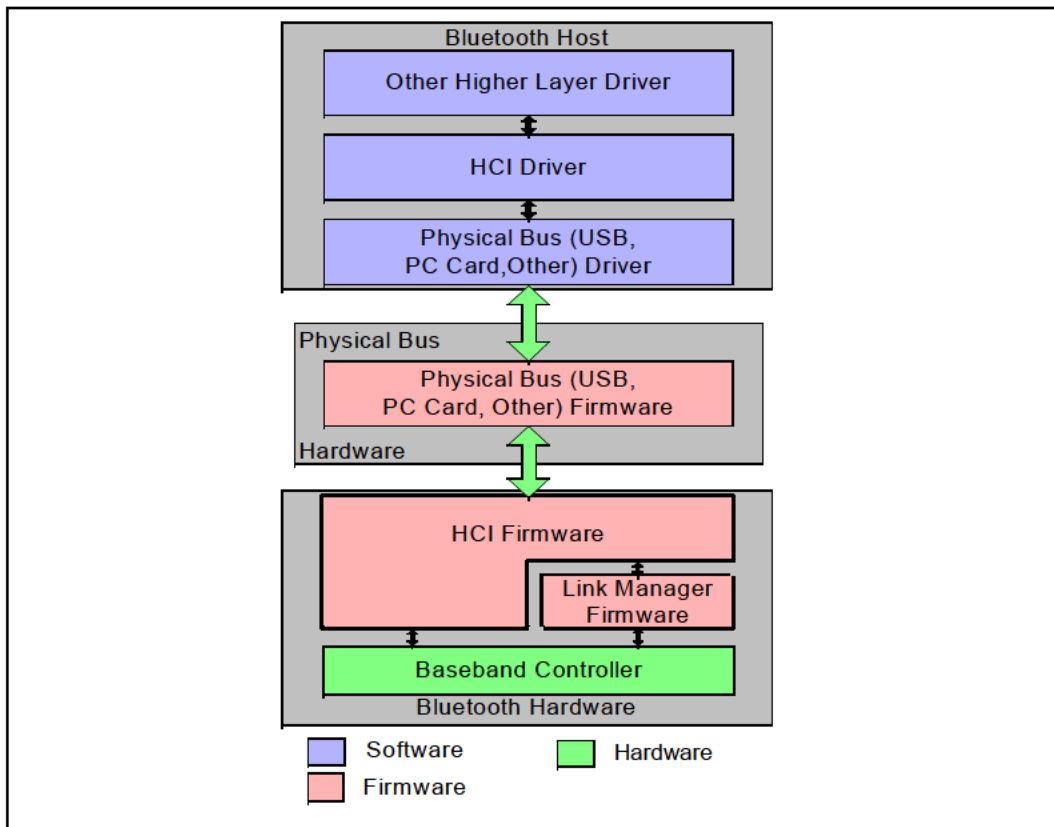 Bluetooth Host
Other Higher Layer Driver
HCI Driver
Physical Bus (USB,
PC Card,Other) Driver
Physical Bus
Physical Bus (USB,
PC Card, Other) Firmware
Hardware
HCI Firmware
Link Manager
Firmware
Baseband Controller
Bluetooth Hardware
Software
Hardware
Firmware